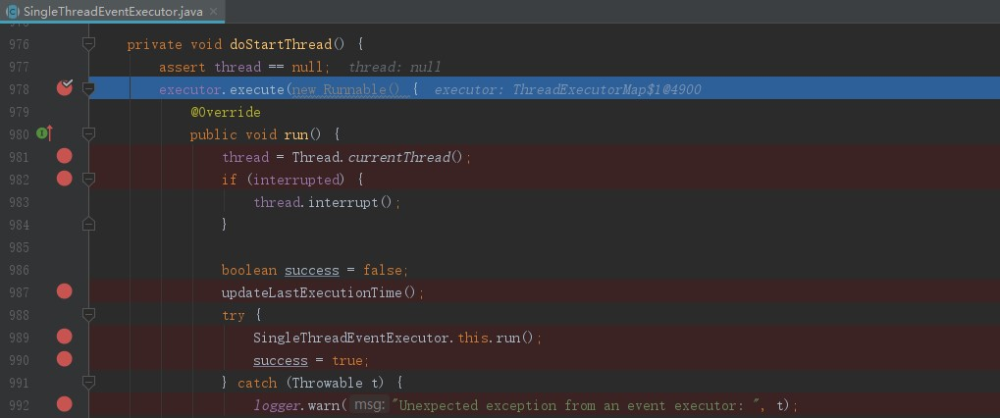 SingleThreadEventExecutor.java ×
976 private void doStartThread() {
977 assert thread == null; thread: null
978 executor.execute(new Runnable() { executor: ThreadExecutorMap$1@4900
979 @Override
980 public void run() {
981 thread = Thread.currentThread();
982 if (interrupted) {
983 thread.interrupt();
984 }
985
986 boolean success = false;
987 updateLastExecutionTime();
988 try {
989 SingleThreadEventExecutor.this.run();
990 success = true;
991 } catch (Throwable t) {
992 logger.warn( msg: "Unexpected exception from an event executor: ", t);